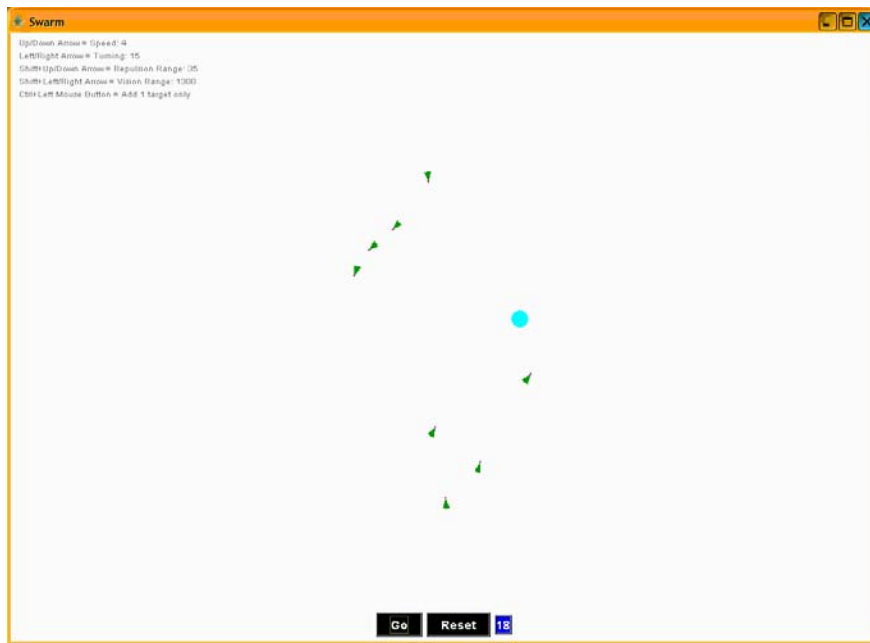 Swarm
Up/Down Arrow = Speed: 4
Left/Right Arrow = Turning: 15
Shift+Up/Down Arrow = Repulsion Range: 35
Shift+Left/Right Arrow = Vision Range: 1300
Ctrl+Left Mouse Button = Add 1 target only
Go Reset 18